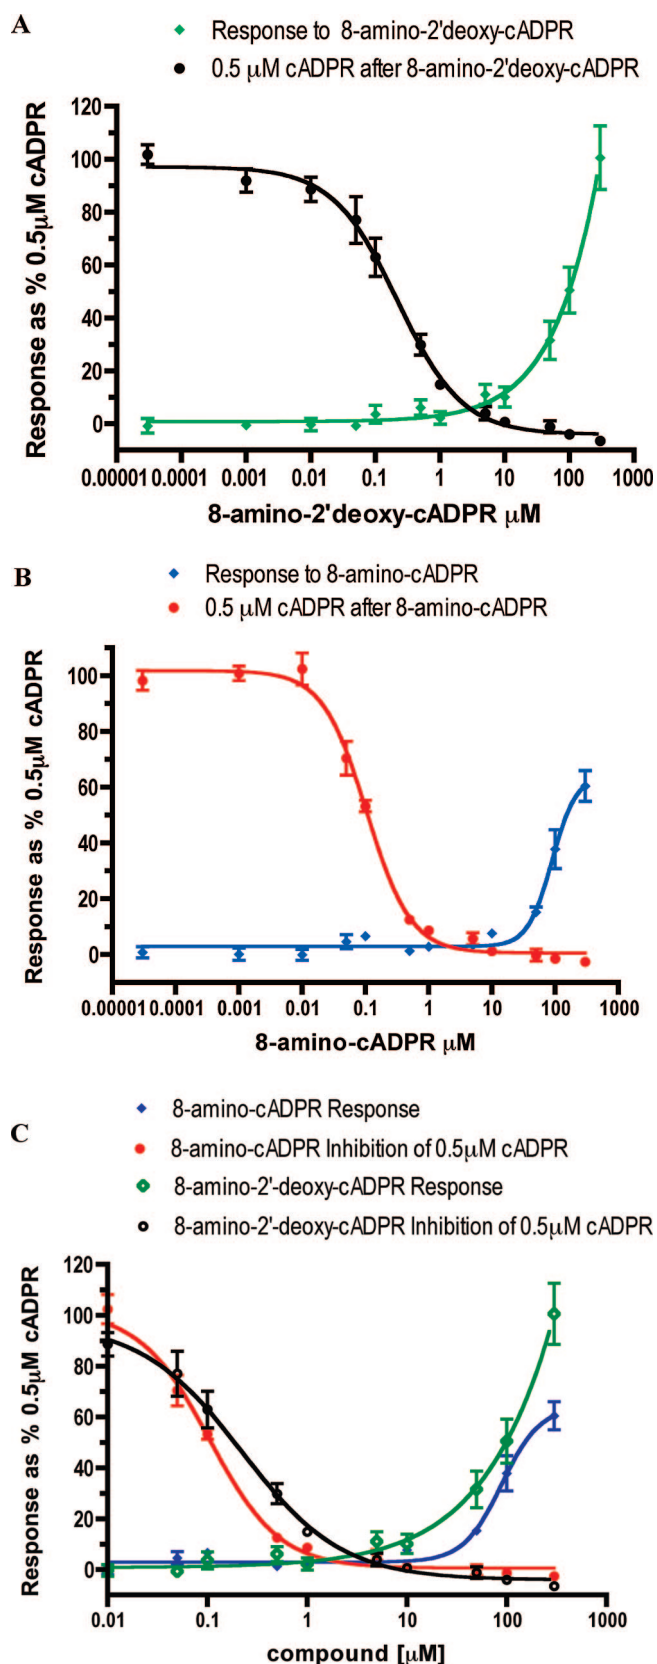 A
Response to 8-amino-2'deoxy-cADPR
0.5 μM cADPR after 8-amino-2'deoxy-cADPR
Response as % 0.5μM cADPR
120
100
80
60
40
20
0
0.00001 0.0001 0.001 0.01 0.1 1 10 100 1000
8-amino-2'deoxy-cADPR μM
B
Response to 8-amino-cADPR
0.5 μM cADPR after 8-amino-cADPR
Response as % 0.5μM cADPR
100
80
60
40
20
0
0.00001 0.0001 0.001 0.01 0.1 1 10 100 1000
8-amino-cADPR μM
C
8-amino-cADPR Response
8-amino-cADPR Inhibition of 0.5μM cADPR
8-amino-2'-deoxy-cADPR Response
8-amino-2'-deoxy-cADPR Inhibition of 0.5μM cADPR
Response as % 0.5μM cADPR
120
100
80
60
40
20
0
0.01 0.1 1 10 100 1000
compound [μM]